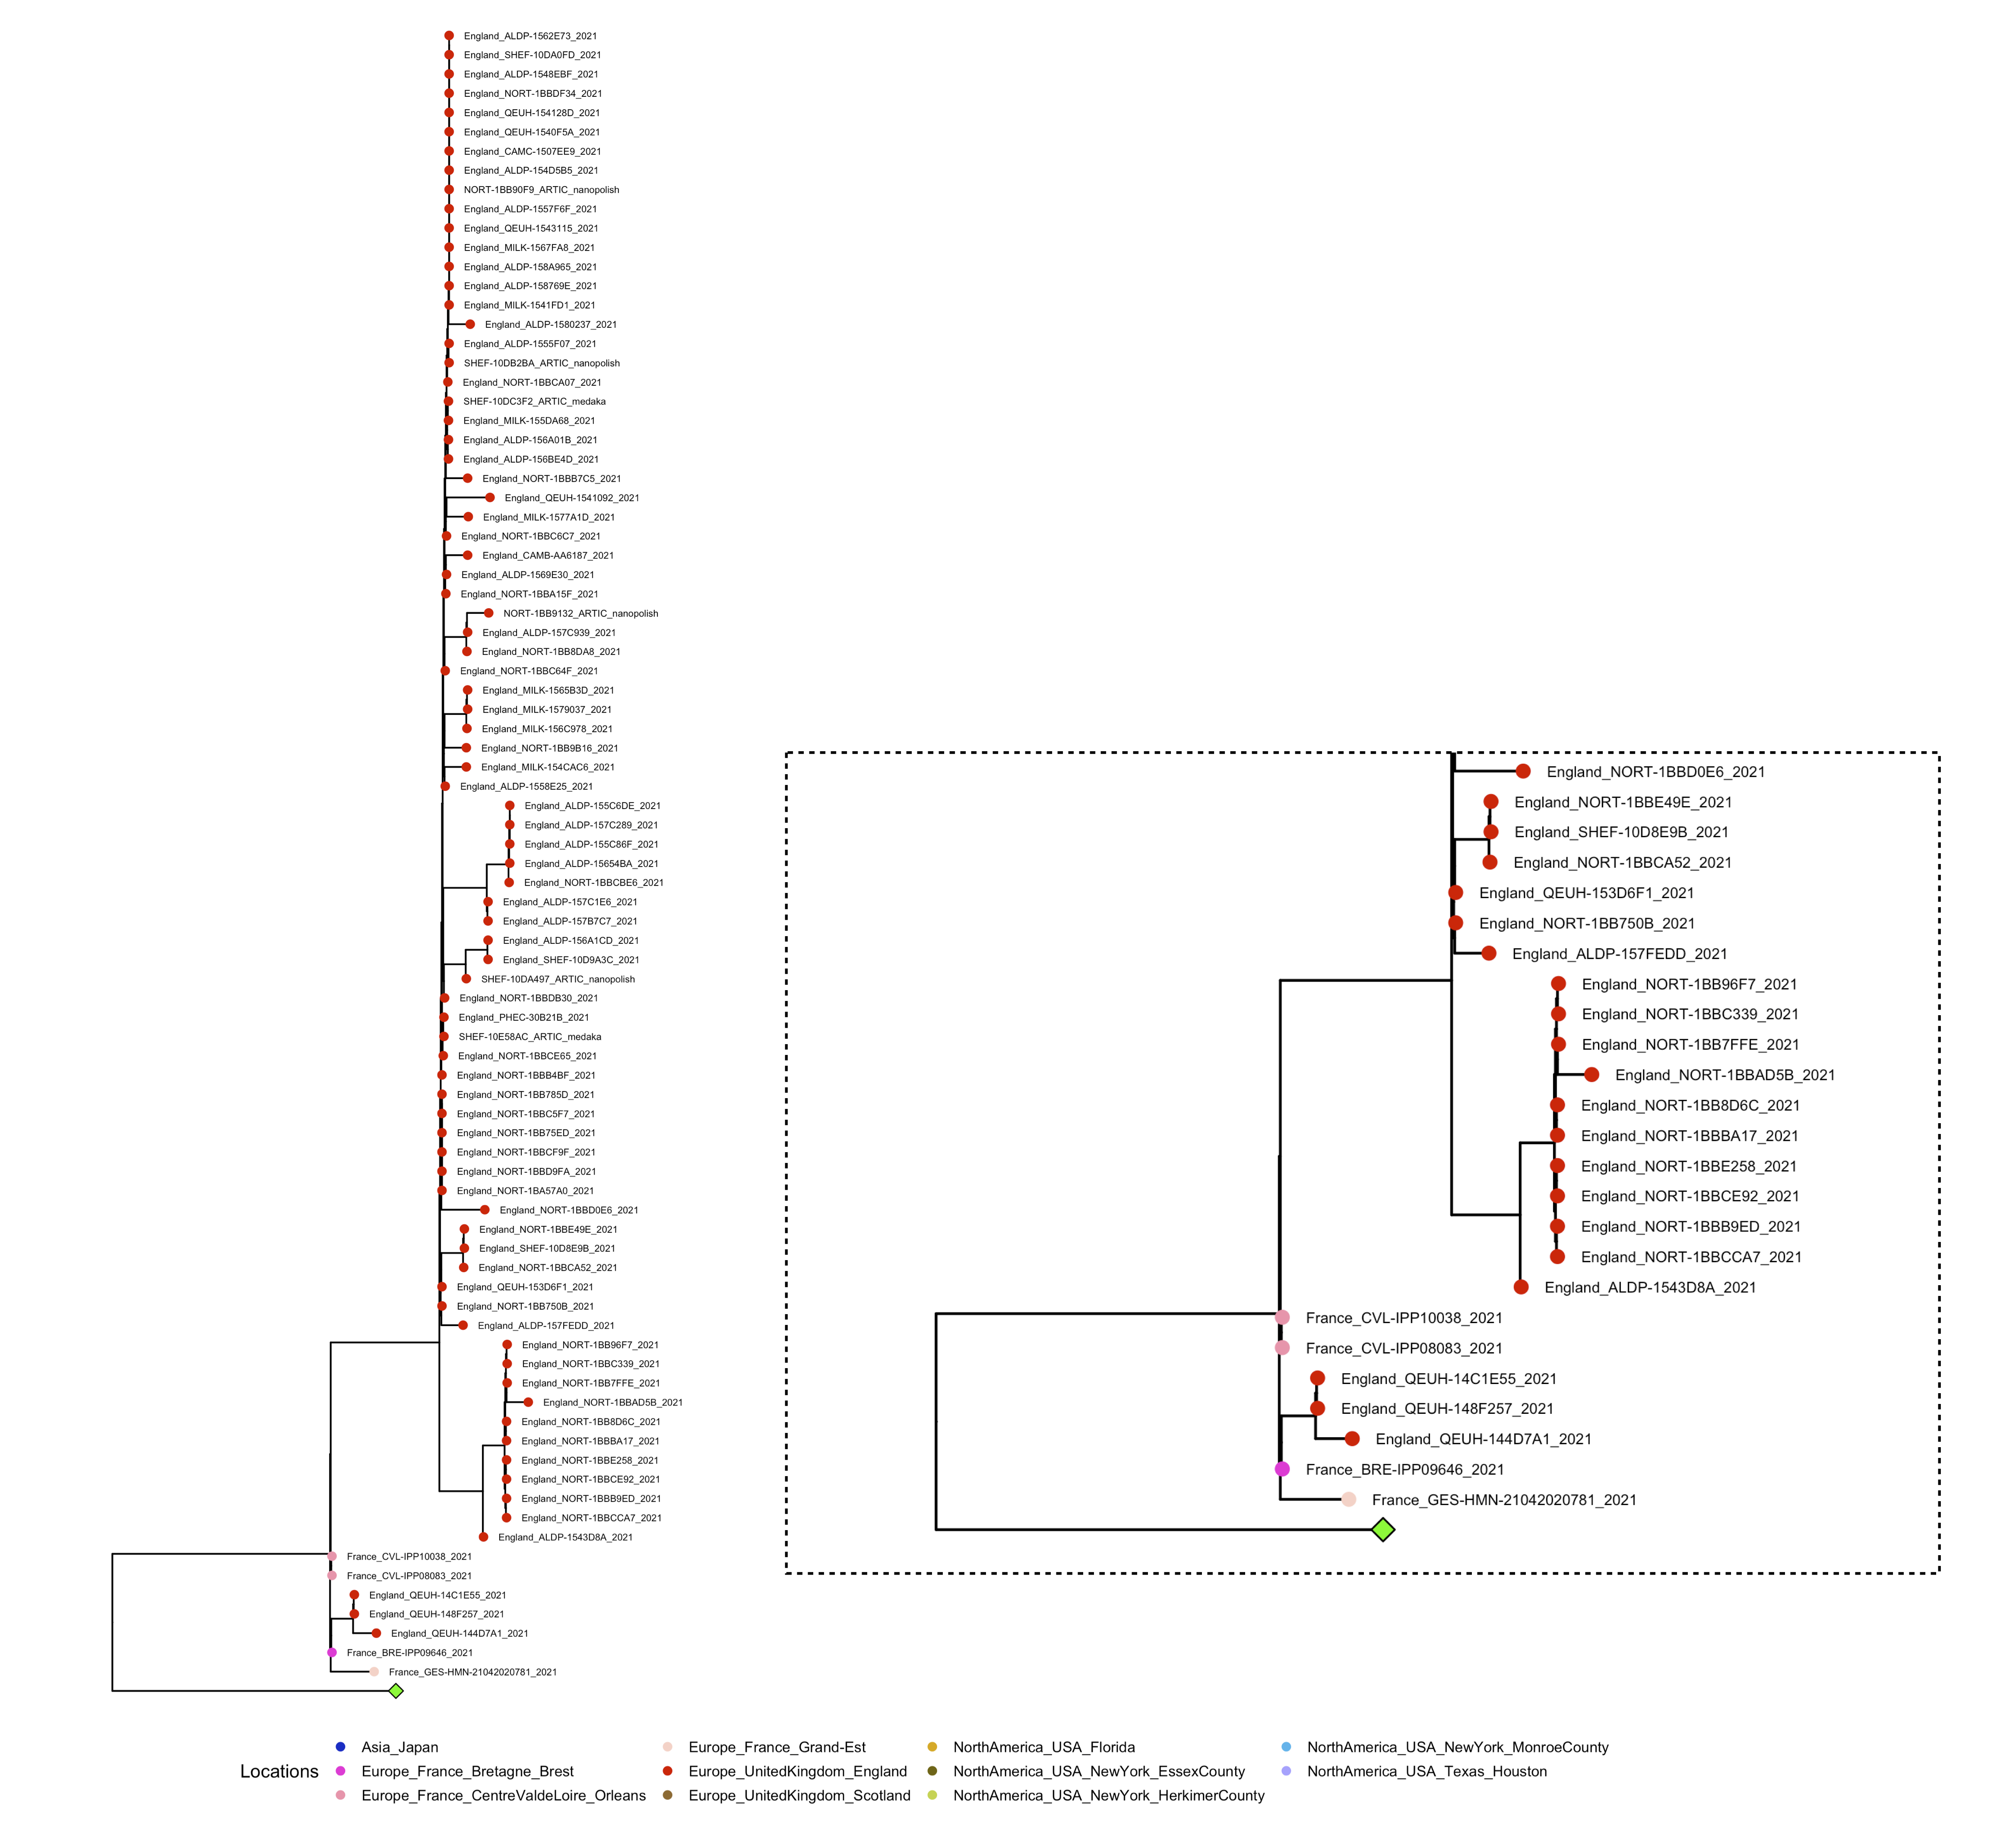 England_ALDP-1562E73_2021
England_SHEF-10DA0FD_2021
England_ALDP-1548EBF_2021
England_NORT-1BBDF34_2021
England_QEUH-154128D_2021
England_QEUH-1540F5A_2021
England_CAMC-1507EE9_2021
England_ALDP-154D5B5_2021
NORT-1BB90F9_ARTIC_nanopolish
England_ALDP-1557F6F_2021
England_QEUH-1543115_2021
England_MILK-1567FA8_2021
England_ALDP-158A965_2021
England_ALDP-158769E_2021
England_MILK-1541FD1_2021
England_ALDP-1580237_2021
England_ALDP-1555F07_2021
SHEF-10DB2BA_ARTIC_nanopolish
England_NORT-1BBCA07_2021
SHEF-10DC3F2_ARTIC_medaka
England_MILK-155DA68_2021
England_ALDP-156A01B_2021
England_ALDP-156BE4D_2021
England_NORT-1BBB7C5_2021
England_QEUH-1541092_2021
England_MILK-1577A1D_2021
England_NORT-1BBC6C7_2021
England_CAMB-AA6187_2021
England_ALDP-1569E30_2021
England_NORT-1BBA15F_2021
NORT-1BB9132_ARTIC_nanopolish
England_ALDP-157C939_2021
England_NORT-1BB8DA8_2021
England_NORT-1BBC64F_2021
England_MILK-1565B3D_2021
England_MILK-1579037_2021
England_MILK-156C978_2021
England_NORT-1BB9B16_2021
England_MILK-154CAC6_2021
England_ALDP-1558E25_2021
England_ALDP-155C6DE_2021
England_ALDP-157C289_2021
England_ALDP-155C86F_2021
England_ALDP-15654BA_2021
England_NORT-1BBCBE6_2021
England_ALDP-157C1E6_2021
England_ALDP-157B7C7_2021
England_ALDP-156A1CD_2021
England_SHEF-10D9A3C_2021
SHEF-10DA497_ARTIC_nanopolish
England_NORT-1BBDB30_2021
England_PHEC-30B21B_2021
SHEF-10E58AC_ARTIC_medaka
England_NORT-1BBCE65_2021
England_NORT-1BBB4BF_2021
England_NORT-1BB785D_2021
England_NORT-1BBC5F7_2021
England_NORT-1BB75ED_2021
England_NORT-1BBCF9F_2021
England_NORT-1BBD9FA_2021
England_NORT-1BA57A0_2021
England_NORT-1BBD0E6_2021
England_NORT-1BBE49E_2021
England_SHEF-10D8E9B_2021
England_NORT-1BBCA52_2021
England_QEUH-153D6F1_2021
England_NORT-1BB750B_2021
England_ALDP-157FEDD_2021
England_NORT-1BB96F7_2021
England_NORT-1BBC339_2021
England_NORT-1BB7FFE_2021
England_NORT-1BBAD5B_2021
England_NORT-1BB8D6C_2021
England_NORT-1BBBA17_2021
England_NORT-1BBE258_2021
England_NORT-1BBCE92_2021
England_NORT-1BBB9ED_2021
England_NORT-1BBCCA7_2021
England_ALDP-1543D8A_2021
France_CVL-IPP10038_2021
France_CVL-IPP08083_2021
England_QEUH-14C1E55_2021
England_QEUH-148F257_2021
England_QEUH-144D7A1_2021
France_BRE-IPP09646_2021
France_GES-HMN-21042020781_2021
England_NORT-1BBD0E6_2021
England_NORT-1BBE49E_2021
England_SHEF-10D8E9B_2021
England_NORT-1BBCA52_2021
England_QEUH-153D6F1_2021
England_NORT-1BB750B_2021
England_ALDP-157FEDD_2021
England_NORT-1BB96F7_2021
England_NORT-1BBC339_2021
England_NORT-1BB7FFE_2021
England_NORT-1BBAD5B_2021
England_NORT-1BB8D6C_2021
England_NORT-1BBBA17_2021
England_NORT-1BBE258_2021
England_NORT-1BBCE92_2021
England_NORT-1BBB9ED_2021
England_NORT-1BBCCA7_2021
England_ALDP-1543D8A_2021
France_CVL-IPP10038_2021
France_CVL-IPP08083_2021
England_QEUH-14C1E55_2021
England_QEUH-148F257_2021
England_QEUH-144D7A1_2021
France_BRE-IPP09646_2021
France_GES-HMN-21042020781_2021
Locations
Asia_Japan
Europe_France_Bretagne_Brest
Europe_France_CentreValdeLoire_Orleans
Europe_France_Grand-Est
Europe_UnitedKingdom_England
Europe_UnitedKingdom_Scotland
NorthAmerica_USA_Florida
NorthAmerica_USA_NewYork_EssexCounty
NorthAmerica_USA_NewYork_HerkimerCounty
NorthAmerica_USA_NewYork_MonroeCounty
NorthAmerica_USA_Texas_Houston